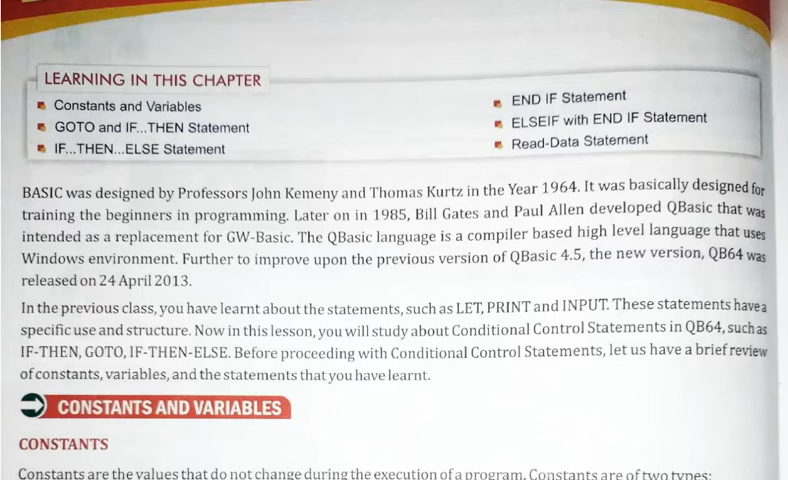 LEARNING IN THIS CHAPTER
Constants and Variables
GOTO and IF...THEN Statement
IF...THEN...ELSE Statement
END IF Statement
ELSEIF with END IF Statement
Read-Data Statement
BASIC was designed by Professors John Kemeny and Thomas Kurtz in the Year 1964. It was basically designed for
training the beginners in programming. Later on in 1985, Bill Gates and Paul Allen developed QBasic that was
intended as a replacement for GW-Basic. The QBasic language is a compiler based high level language that uses
Windows environment. Further to improve upon the previous version of QBasic 4.5, the new version, QB64 was
released on 24 April 2013.
In the previous class, you have learnt about the statements, such as LET, PRINT and INPUT. These statements have a
specific use and structure. Now in this lesson, you will study about Conditional Control Statements in QB64, such as
IF-THEN, GOTO, IF-THEN-ELSE. Before proceeding with Conditional Control Statements, let us have a brief review
of constants, variables, and the statements that you have learnt.
CONSTANTS AND VARIABLES
CONSTANTS
Constants are the values that do not change during the execution of a program. Constants are of two types: